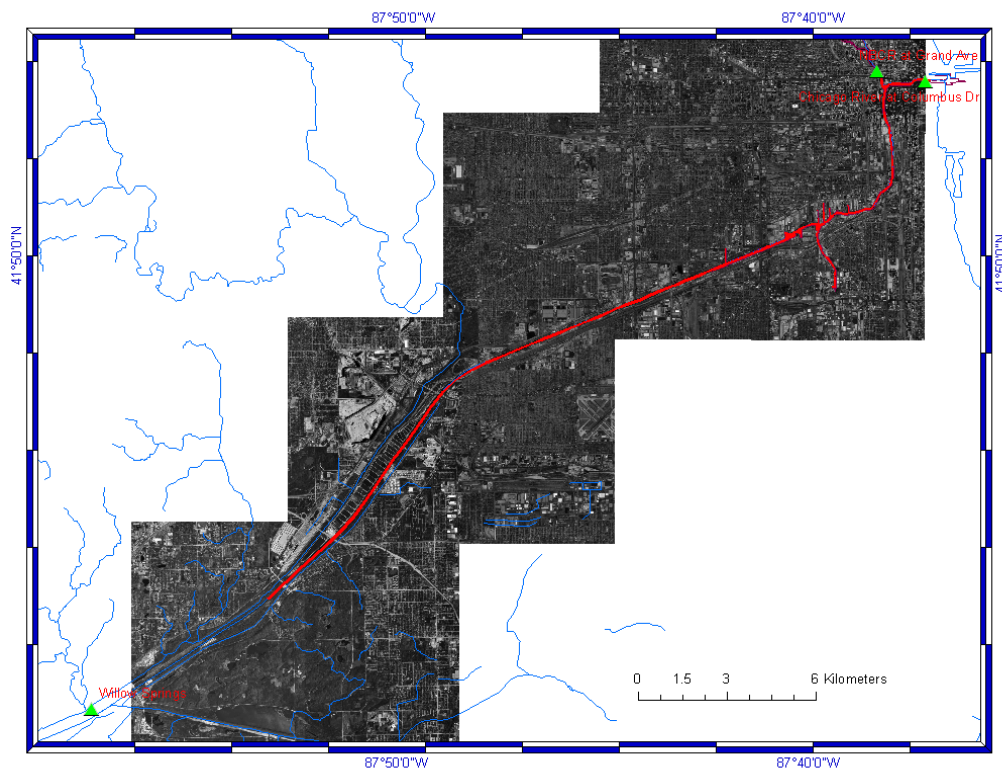 87°50'0"W 87°40'0"W
at Grand Ave
Chicago River at Columbus Dr
41°50'0"N 41°50'0"N
Willow Springs
0 1.5 3 6 Kilometers
87°50'0"W 87°40'0"W